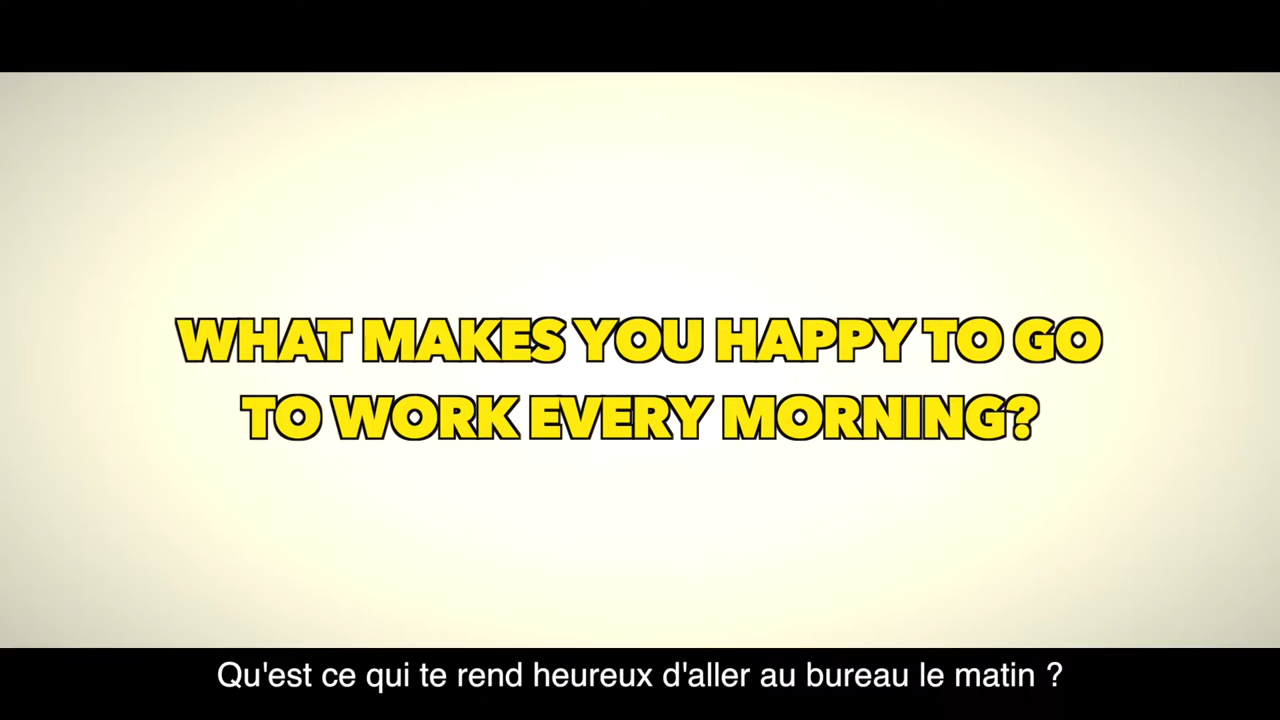 WHAT MAKES YOU HAPPY TO GO
TO WORK EVERY MORNING?
Qu'est ce qui te rend heureux d'aller au bureau le matin ?